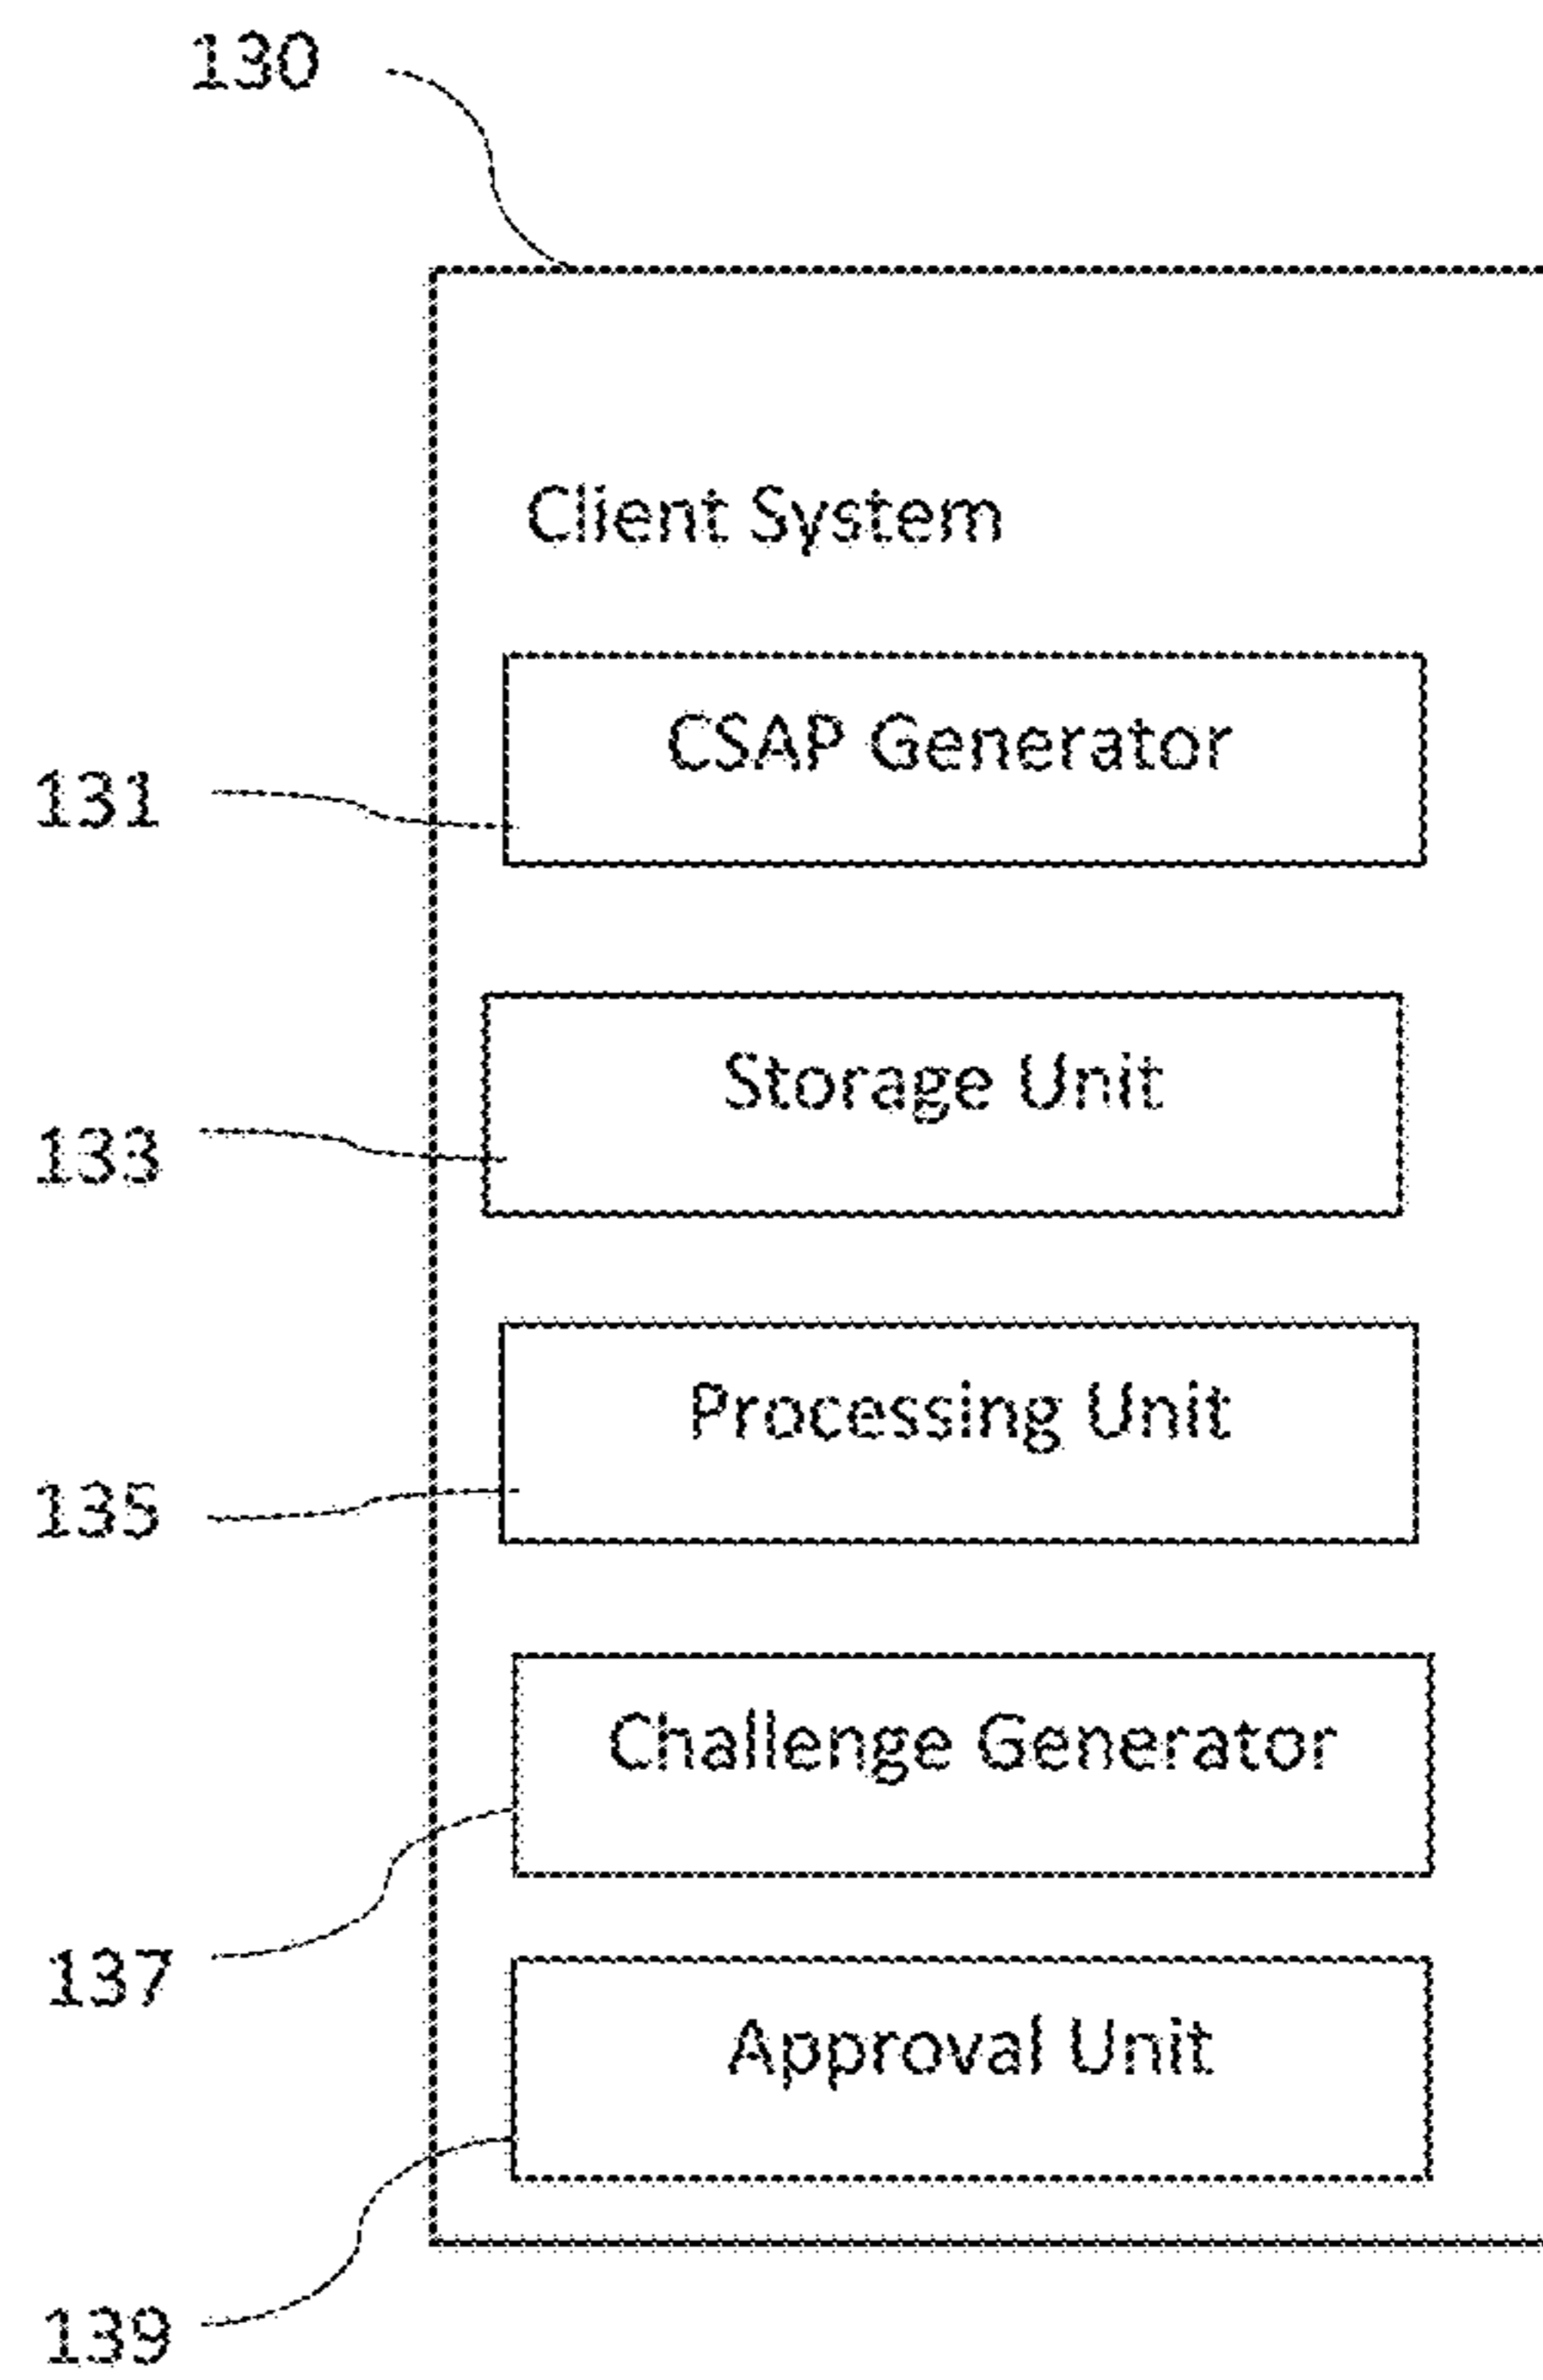 130
Client System
CSAP Generator
131
Storage Unit
133
Processing Unit
135
Challenge Generator
137
Approval Unit
139